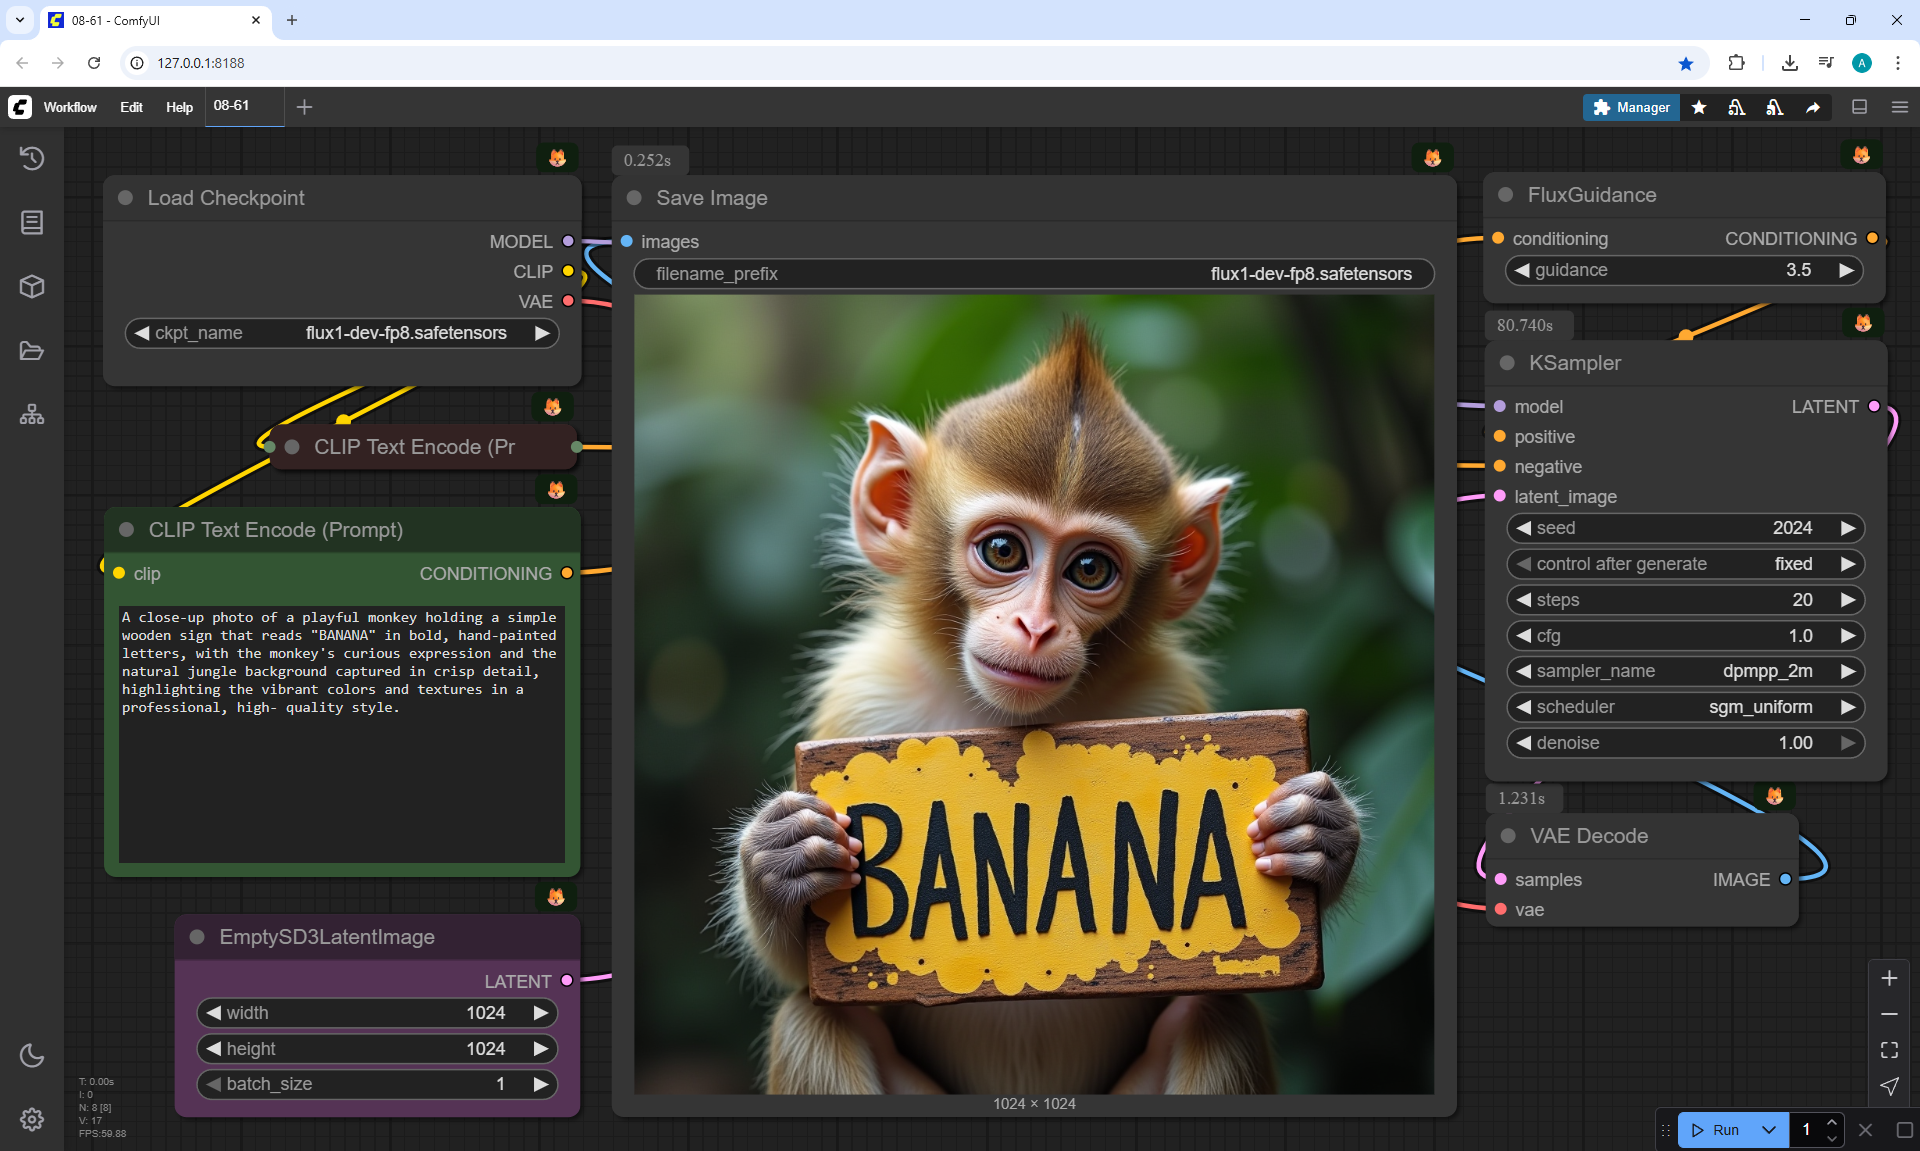 08-61 - ComfyUI
127.0.0.1:8188
Workflow
Edit
Help
08-61
Manager
Load Checkpoint
MODEL
CLIP
VAE
ckpt_name flux1-dev-fp8.safetensors
CLIP Text Encode (Pr
CLIP Text Encode (Prompt)
clip
CONDITIONING
A close-up photo of a playful monkey holding a simple
wooden sign that reads "BANANA" in bold, hand-painted
letters, with the monkey's curious expression and the
natural jungle background captured in crisp detail,
highlighting the vibrant colors and textures in a
professional, high- quality style.
EmptySD3LatentImage
LATENT
width 1024
height 1024
batch_size 1
T: 0.00s
I: 0
N: 8 [8]
V: 17
FPS:59.88
0.252s
Save Image
images
filename_prefix flux1-dev-fp8.safetensors
BANANA
1024 × 1024
FluxGuidance
conditioning
CONDITIONING
guidance 3.5
80.740s
KSampler
model
LATENT
positive
negative
latent_image
seed 2024
control after generate fixed
steps 20
cfg 1.0
sampler_name dpmpp_2m
scheduler sgm_uniform
denoise 1.00
1.231s
VAE Decode
samples
IMAGE
vae
Run
1
A